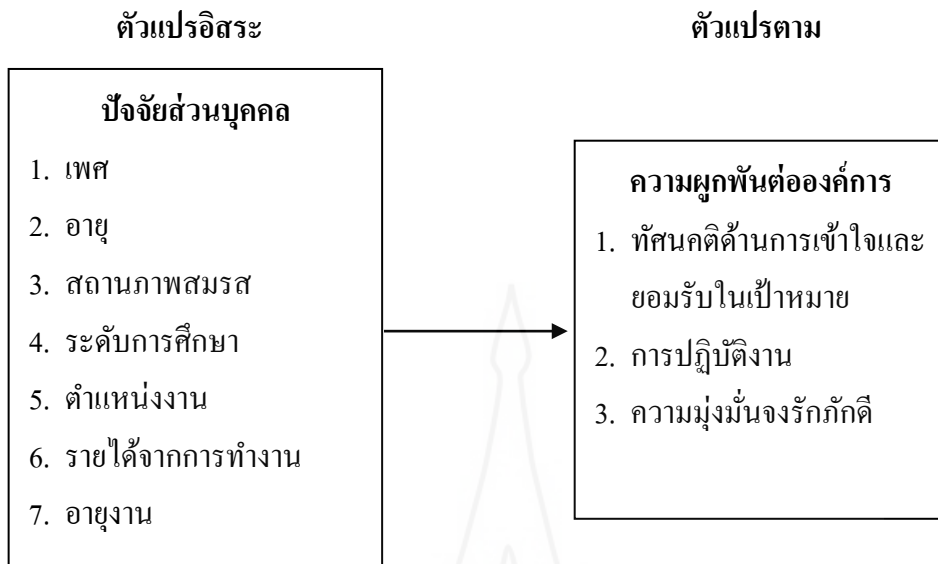 ตัวแปรอิสระ
ตัวแปรตาม
ปัจจัยส่วนบุคคล
1. เพศ
2. อายุ
3. สถานภาพสมรส
4. ระดับการศึกษา
5. ตำแหน่งงาน
6. รายได้จากการทำงาน
7. อายุงาน
ความผูกพันต่อองค์การ
1. ทัศนคติด้านการเข้าใจและ
ยอมรับในเป้าหมาย
2. การปฏิบัติงาน
3. ความมุ่งมั่นจงรักภักดี